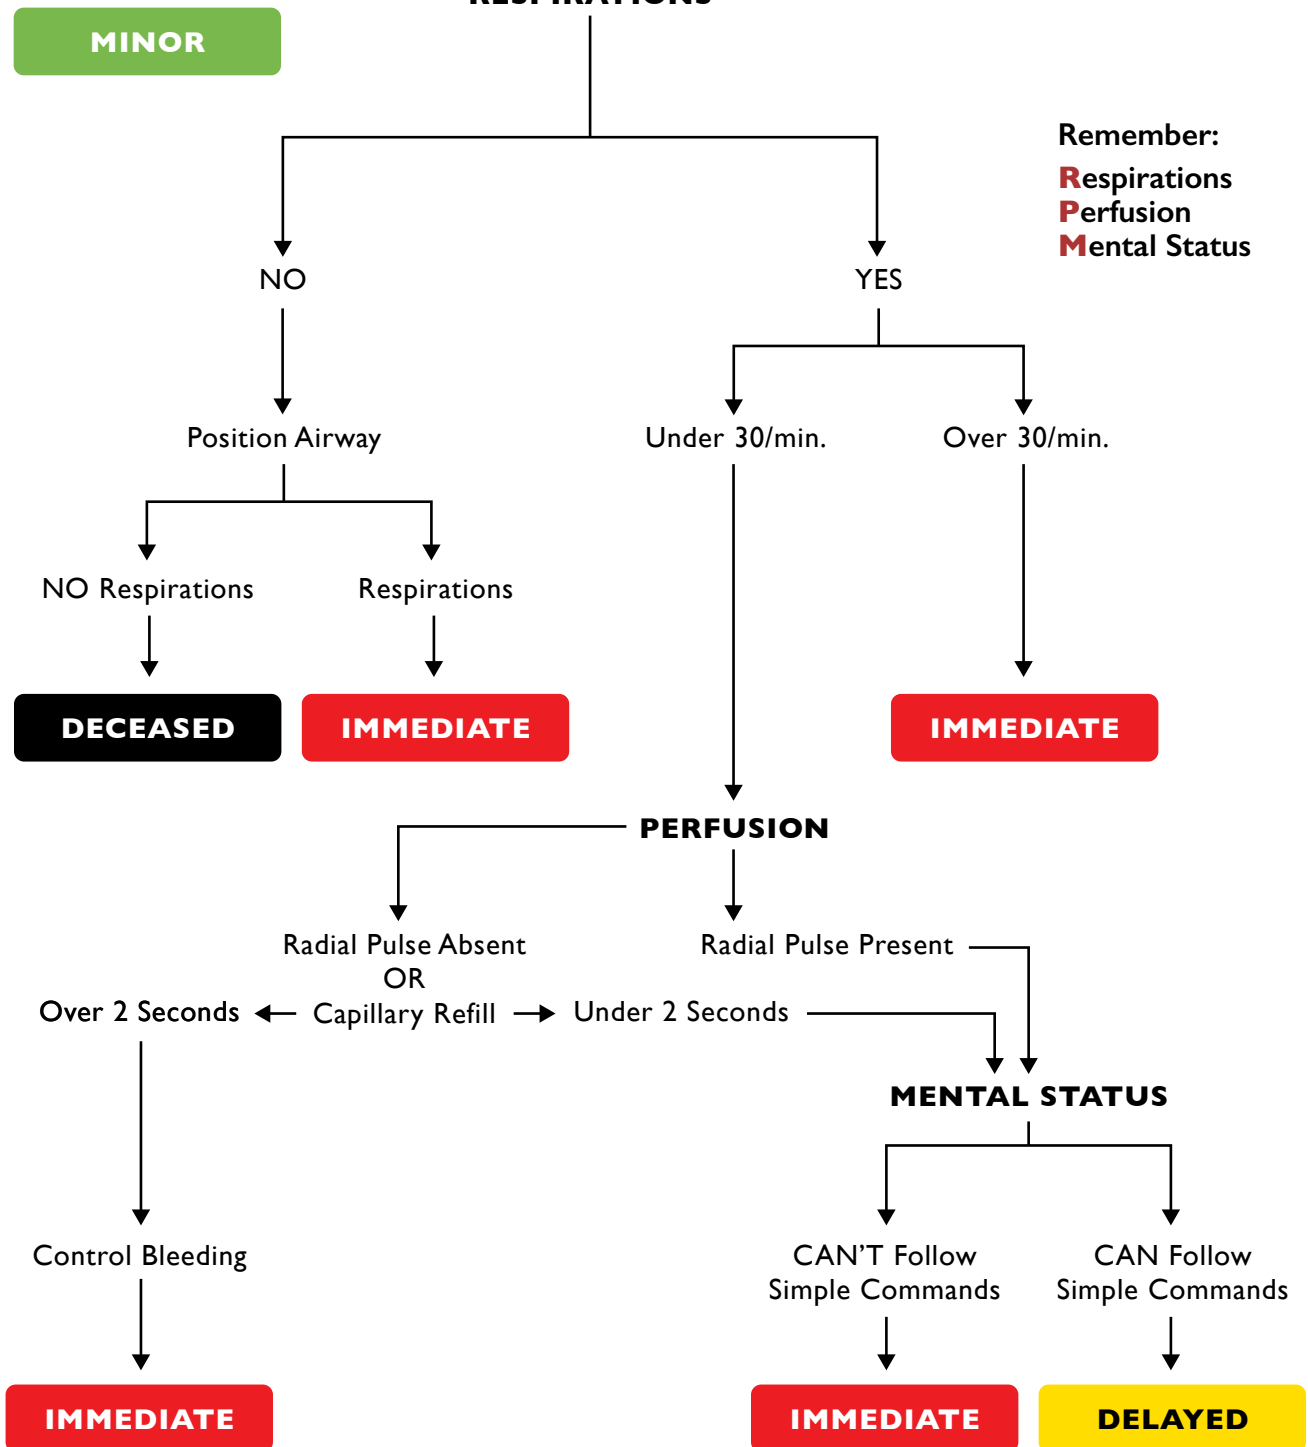 RESPIRATIONS
MINOR
Remember:
Respirations
Perfusion
Mental Status
NO
YES
Position Airway
Under 30/min.
Over 30/min.
NO Respirations
Respirations
DECEASED
IMMEDIATE
IMMEDIATE
PERFUSION
Radial Pulse Absent
OR
Radial Pulse Present
Over 2 Seconds
Capillary Refill
Under 2 Seconds
MENTAL STATUS
Control Bleeding
CAN'T Follow
Simple Commands
CAN Follow
Simple Commands
IMMEDIATE
IMMEDIATE
DELAYED